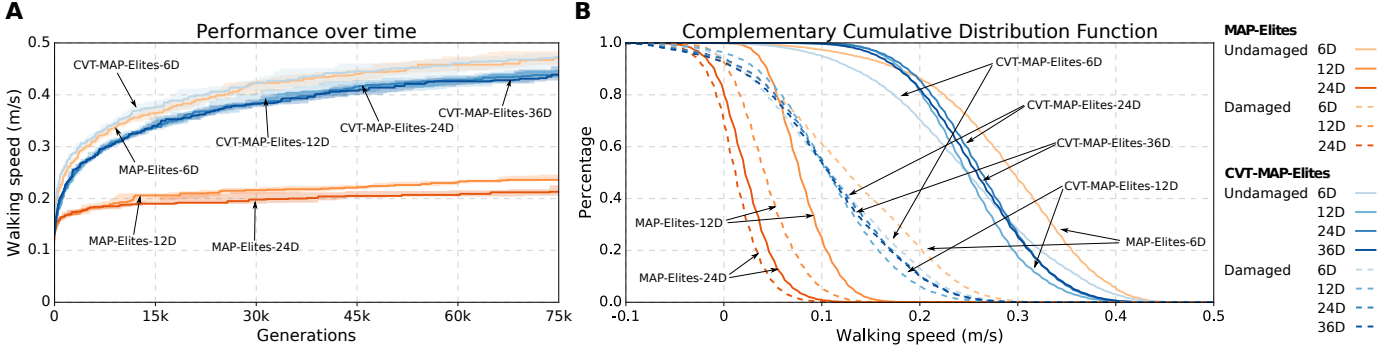 A
Performance over time
Walking speed (m/s)
0.5
0.4
0.3
0.2
0.1
0
CVT-MAP-Elites-6D
CVT-MAP-Elites-36D
CVT-MAP-Elites-24D
CVT-MAP-Elites-12D
MAP-Elites-6D
MAP-Elites-12D
MAP-Elites-24D
0 15k 30k 45k 60k 75k
Generations
B
Complementary Cumulative Distribution Function
Percentage
1.0
0.8
0.6
0.4
0.2
0.0
CVT-MAP-Elites-6D
CVT-MAP-Elites-24D
CVT-MAP-Elites-36D
CVT-MAP-Elites-12D
MAP-Elites-12D
MAP-Elites-6D
MAP-Elites-24D
-0.1 0 0.1 0.2 0.3 0.4 0.5
Walking speed (m/s)
MAP-Elites
Undamaged 6D
12D
24D
Damaged 6D
12D
24D
CVT-MAP-Elites
Undamaged 6D
12D
24D
36D
Damaged 6D
12D
24D
36D